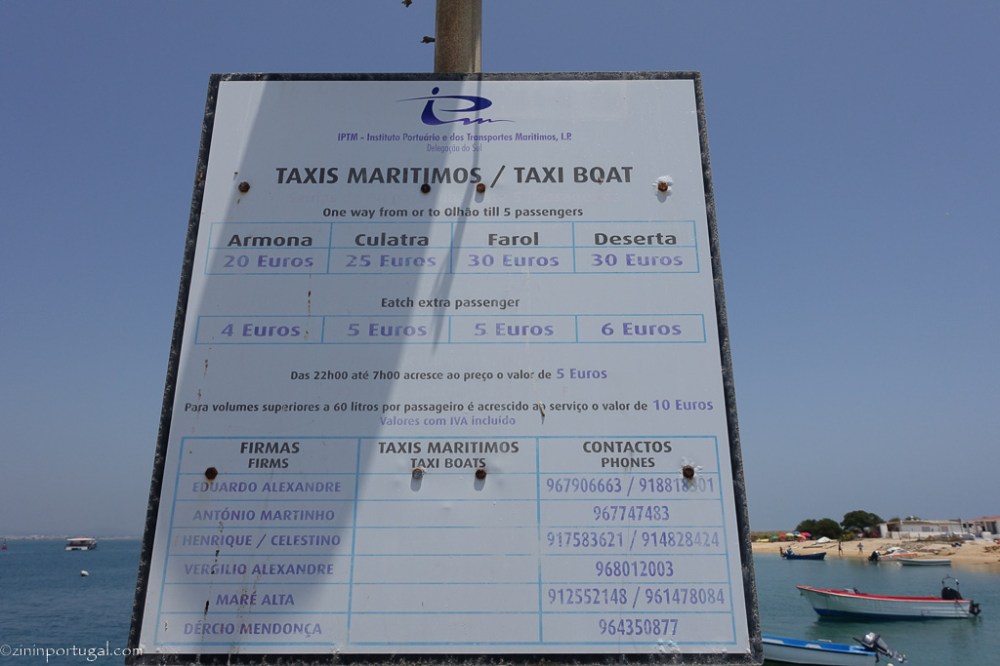 IPTM - Instituto Portuário e dos Transportes Marítimos, I.P.
Delegação do Sul
TAXIS MARITIMOS / TAXI BOAT
One way from or to Olhão till 5 passengers
Armona Culatra Farol Deserta
20 Euros 25 Euros 30 Euros 30 Euros
Eatch extra passenger
4 Euros 5 Euros 5 Euros 6 Euros
Das 22h00 até 7h00 acresce ao preço o valor de 5 Euros
Para volumes superiores a 60 litros por passageiro é acrescido ao serviço o valor de 10 Euros
Valores com IVA incluído
FIRMAS TAXIS MARITIMOS CONTACTOS
FIRMS TAXI BOATS PHONES
EDUARDO ALEXANDRE 967906663 /
ANTÓNIO MARTINHO 967747483
HENRIQUE / CELESTINO 917583621 / 914828424
VERGILIO ALEXANDRE 968012003
MARÉ ALTA 912552148 / 961478084
DÉRCIO MENDONÇA 964350877
©zininportugal.com